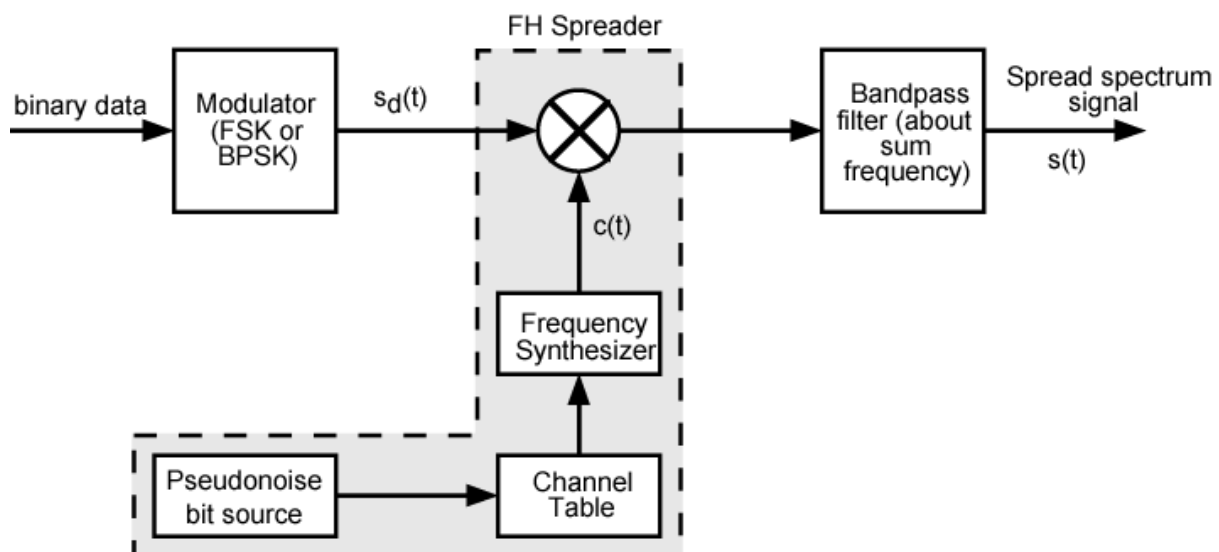 FH Spreader
binary data
Modulator
(FSK or
BPSK)
s_d(t)
Bandpass
filter (about
sum
frequency)
Spread spectrum
signal
s(t)
c(t)
Frequency
Synthesizer
Pseudonoise
bit source
Channel
Table